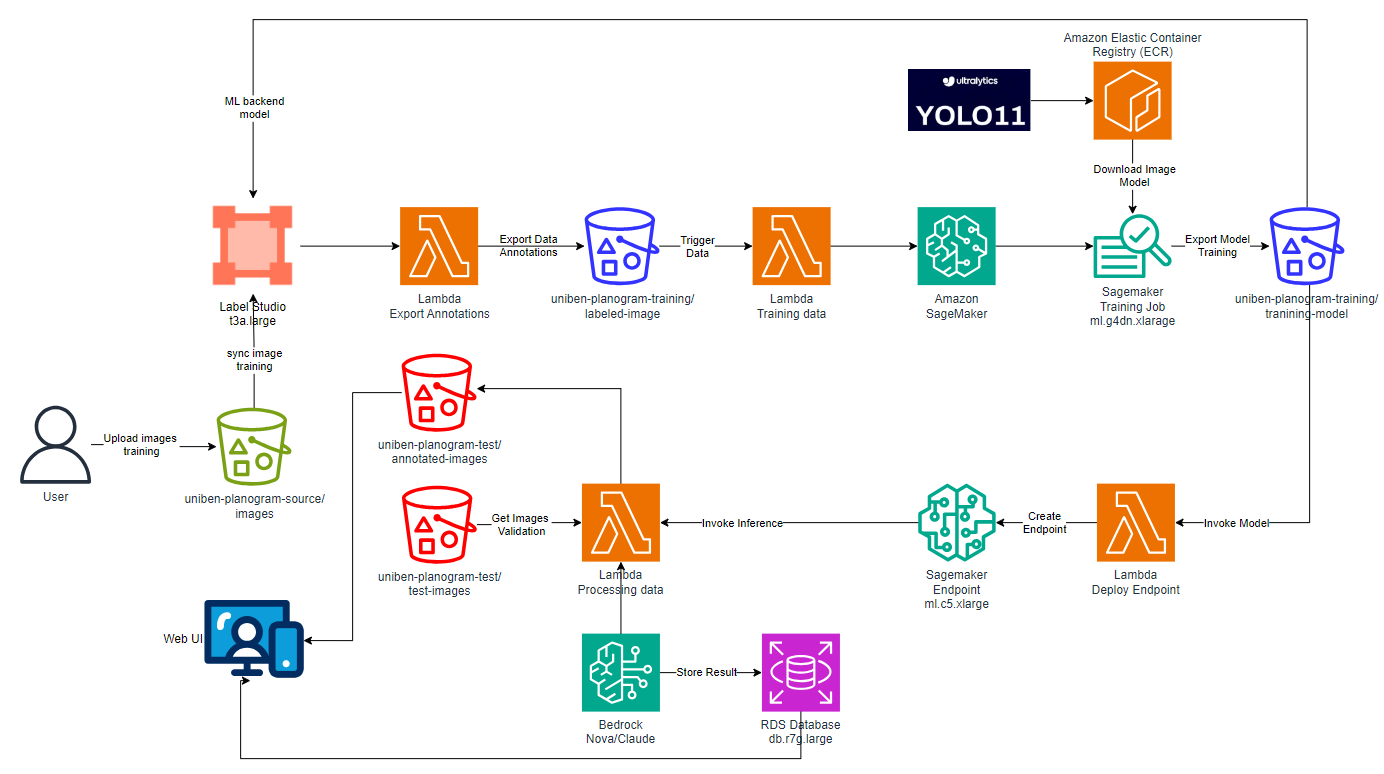 Amazon Elastic Container
Registry (ECR)
ultralytics
YOLO11
ML backend
model
Download Image
Model
Export Data
Annotations
Trigger
Data
Export Model
Training
Label Studio
t3a.large
Lambda
Export Annotations
uniben-planogram-training/
labeled-image
Lambda
Training data
Amazon
SageMaker
Sagemaker
Training Job
ml.g4dn.xlarage
uniben-planogram-training/
tranining-model
sync image
training
Upload images
training
User
uniben-planogram-source/
images
uniben-planogram-test/
annotated-images
Get Images
Validation
uniben-planogram-test/
test-images
Invoke Inference
Lambda
Processing data
Create
Endpoint
Invoke Model
Sagemaker
Endpoint
ml.c5.xlarge
Lambda
Deploy Endpoint
Web UI
Store Result
Bedrock
Nova/Claude
RDS Database
db.r7g.large